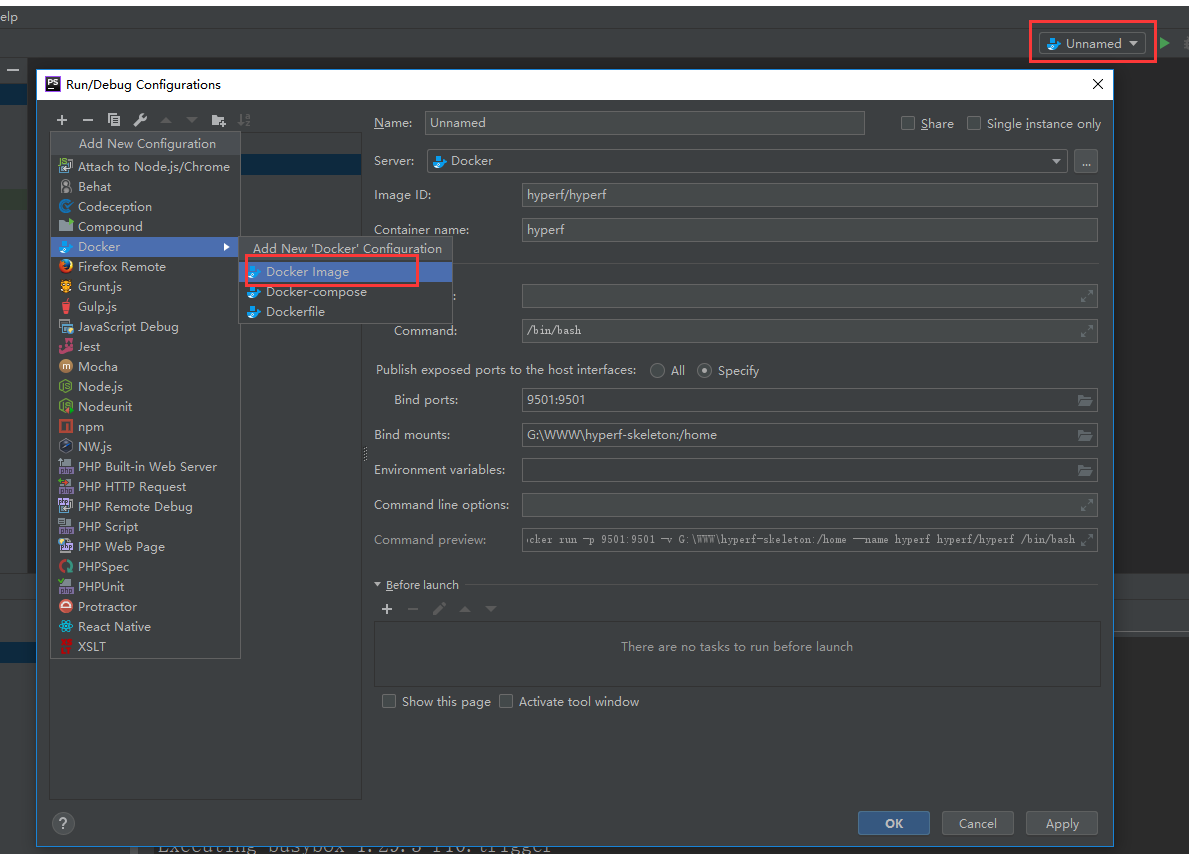 elp
Unnamed
PS Run/Debug Configurations
Name: Unnamed Share Single instance only
Add New Configuration
Attach to Node.js/Chrome
Behat
Codeception
Compound
Docker
Firefox Remote
Grunt.js
Gulp.js
JavaScript Debug
Jest
Mocha
Node.js
Nodeunit
npm
NW.js
PHP Built-in Web Server
PHP HTTP Request
PHP Remote Debug
PHP Script
PHP Web Page
PHPSpec
PHPUnit
Protractor
React Native
XSLT
Add New 'Docker' Configuration
Docker Image
Docker-compose
Dockerfile
Server: Docker ...
Image ID: hyperf/hyperf
Container name: hyperf
:
Command: /bin/bash
Publish exposed ports to the host interfaces: All Specify
Bind ports: 9501:9501
Bind mounts: G:\WWW\hyperf-skeleton:/home
Environment variables:
Command line options:
Command preview: ocker run -p 9501:9501 -v G:\WWW\hyperf-skeleton:/home --name hyperf hyperf/hyperf /bin/bash
Before launch
There are no tasks to run before launch
Show this page Activate tool window
? OK Cancel Apply
Executing busybox-1.29.3-r10.trigger